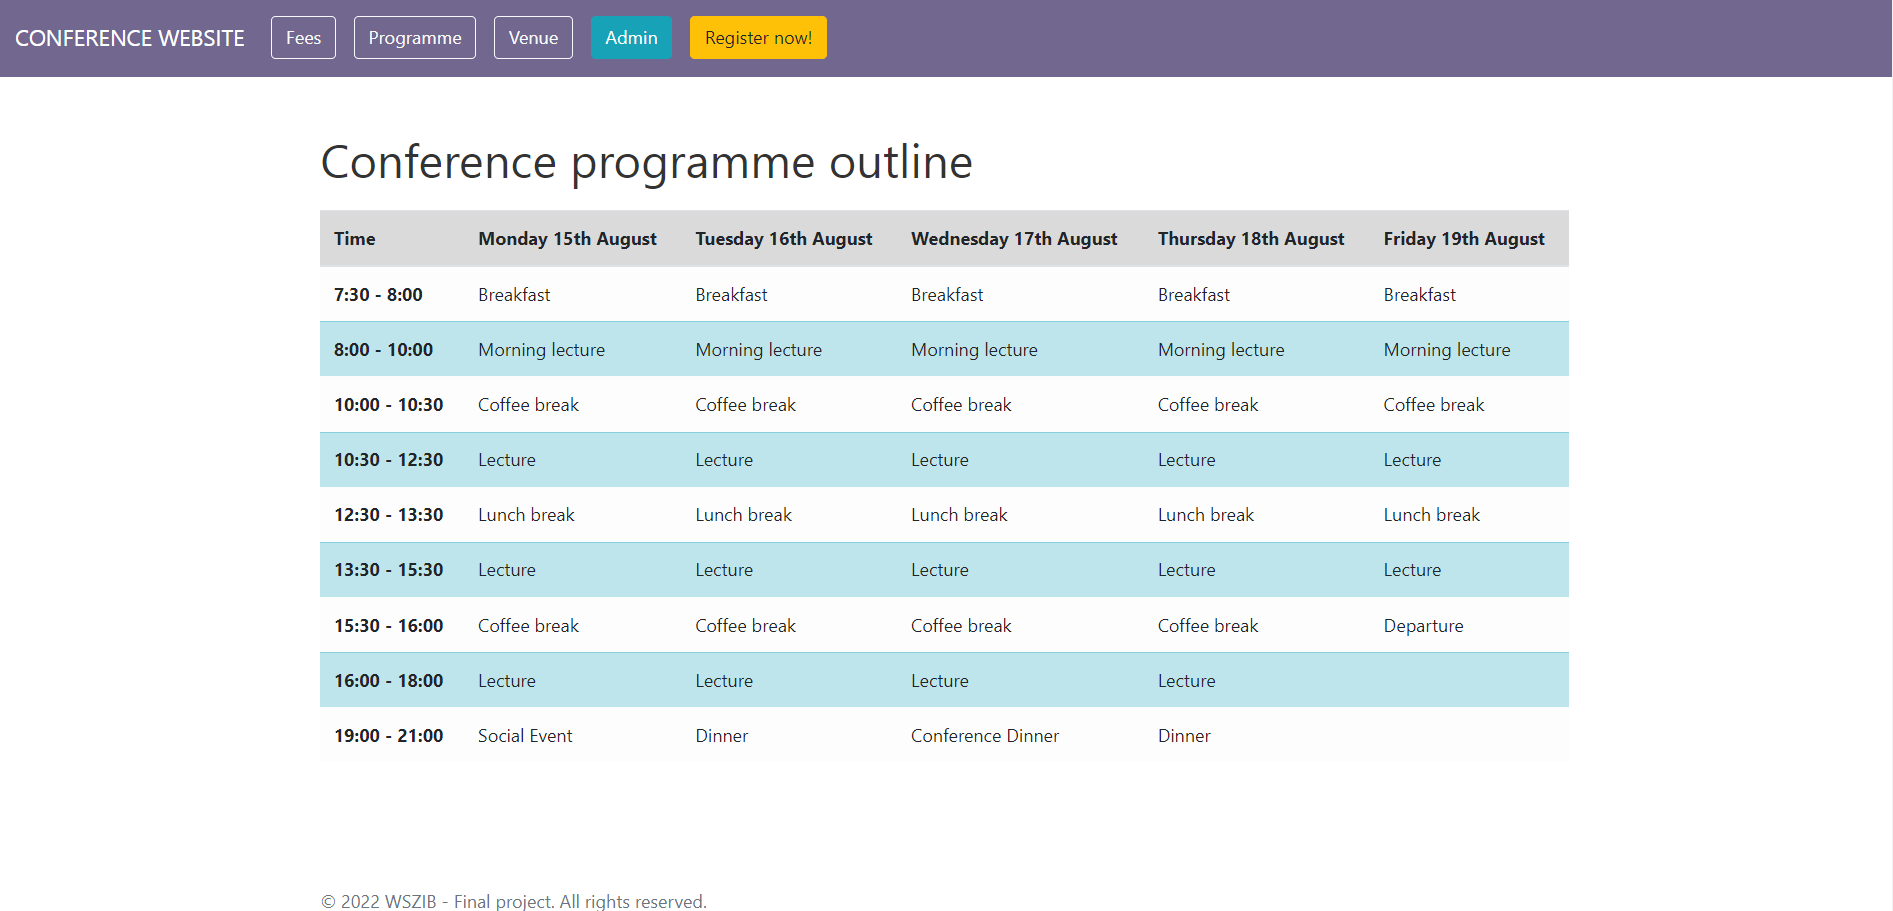 CONFERENCE WEBSITE Fees Programme Venue Admin Register now!
Conference programme outline
Time Monday 15th August Tuesday 16th August Wednesday 17th August Thursday 18th August Friday 19th August
7:30 - 8:00 Breakfast Breakfast Breakfast Breakfast Breakfast
8:00 - 10:00 Morning lecture Morning lecture Morning lecture Morning lecture Morning lecture
10:00 - 10:30 Coffee break Coffee break Coffee break Coffee break Coffee break
10:30 - 12:30 Lecture Lecture Lecture Lecture Lecture
12:30 - 13:30 Lunch break Lunch break Lunch break Lunch break Lunch break
13:30 - 15:30 Lecture Lecture Lecture Lecture Lecture
15:30 - 16:00 Coffee break Coffee break Coffee break Coffee break Departure
16:00 - 18:00 Lecture Lecture Lecture Lecture
19:00 - 21:00 Social Event Dinner Conference Dinner Dinner
© 2022 WSZIB - Final project. All rights reserved.